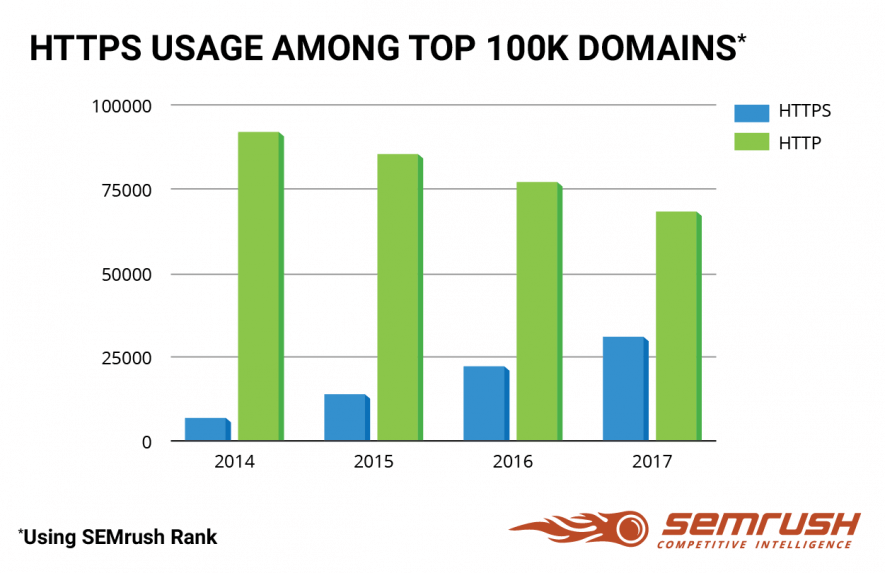 HTTPS USAGE AMONG TOP 100K DOMAINS*
100000
75000
50000
25000
0
2014 2015 2016 2017
HTTPS
HTTP
*Using SEMrush Rank
semrush
COMPETITIVE INTELLIGENCE